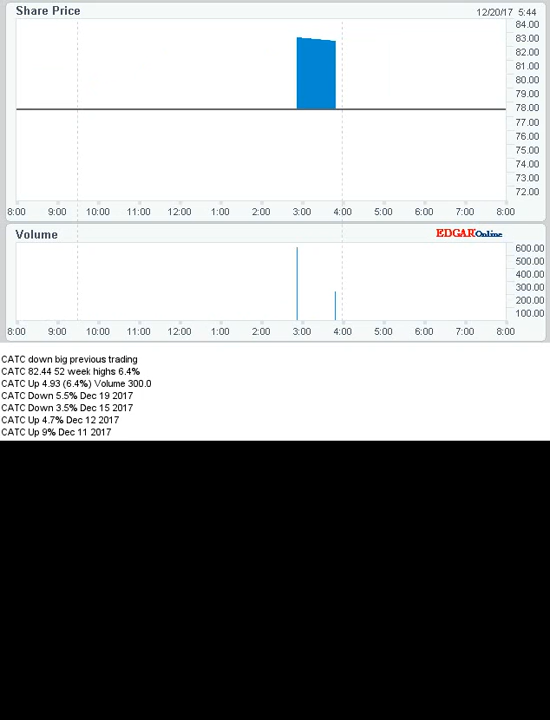 Share Price
12/20/17 5:44
84.00
83.00
82.00
81.00
80.00
79.00
78.00
77.00
76.00
75.00
74.00
73.00
72.00
8:00 9:00 10:00 11:00 12:00 1:00 2:00 3:00 4:00 5:00 6:00 7:00 8:00
Volume
EDGAROnline
600.00
500.00
400.00
300.00
200.00
100.00
8:00 9:00 10:00 11:00 12:00 1:00 2:00 3:00 4:00 5:00 6:00 7:00 8:00
CATC down big previous trading
CATC 82.44 52 week highs 6.4%
CATC Up 4.93 (6.4%) Volume 300.0
CATC Down 5.5% Dec 19 2017
CATC Down 3.5% Dec 15 2017
CATC Up 4.7% Dec 12 2017
CATC Up 9% Dec 11 2017